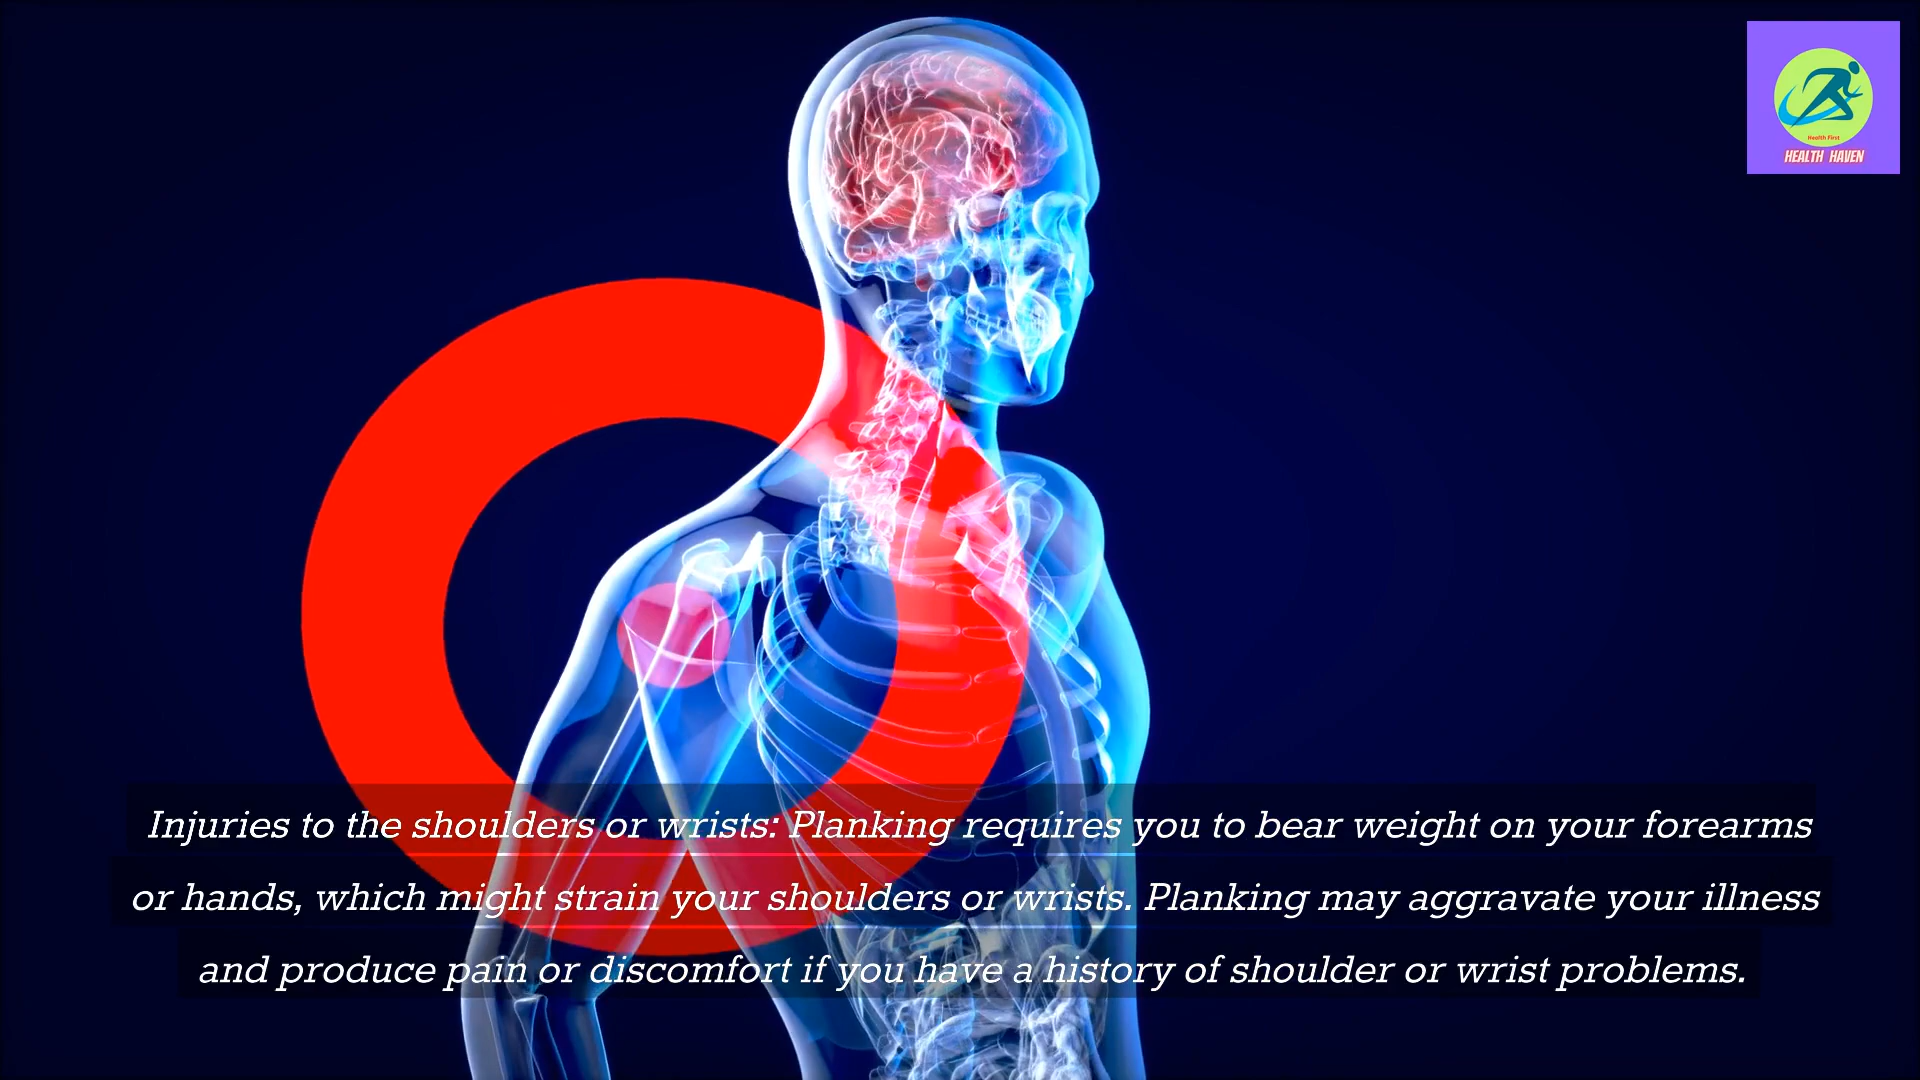 Health First
HEALTH HAVEN
Injuries to the shoulders or wrists: Planking requires you to bear weight on your forearms
or hands, which might strain your shoulders or wrists. Planking may aggravate your illness
and produce pain or discomfort if you have a history of shoulder or wrist problems.